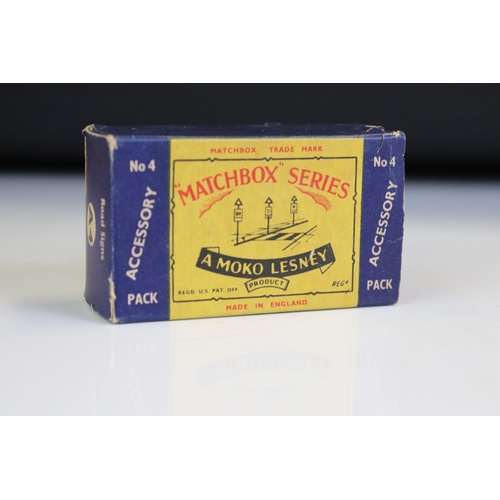 MATCHBOX TRADE MARK
"MATCHBOX" SERIES
A MOKO LESNEY
PRODUCT
REGD. U.S. PAT. OFF.
REGD
MADE IN ENGLAND
No 4
ACCESSORY
PACK
No 4
ACCESSORY
PACK
Road Signs